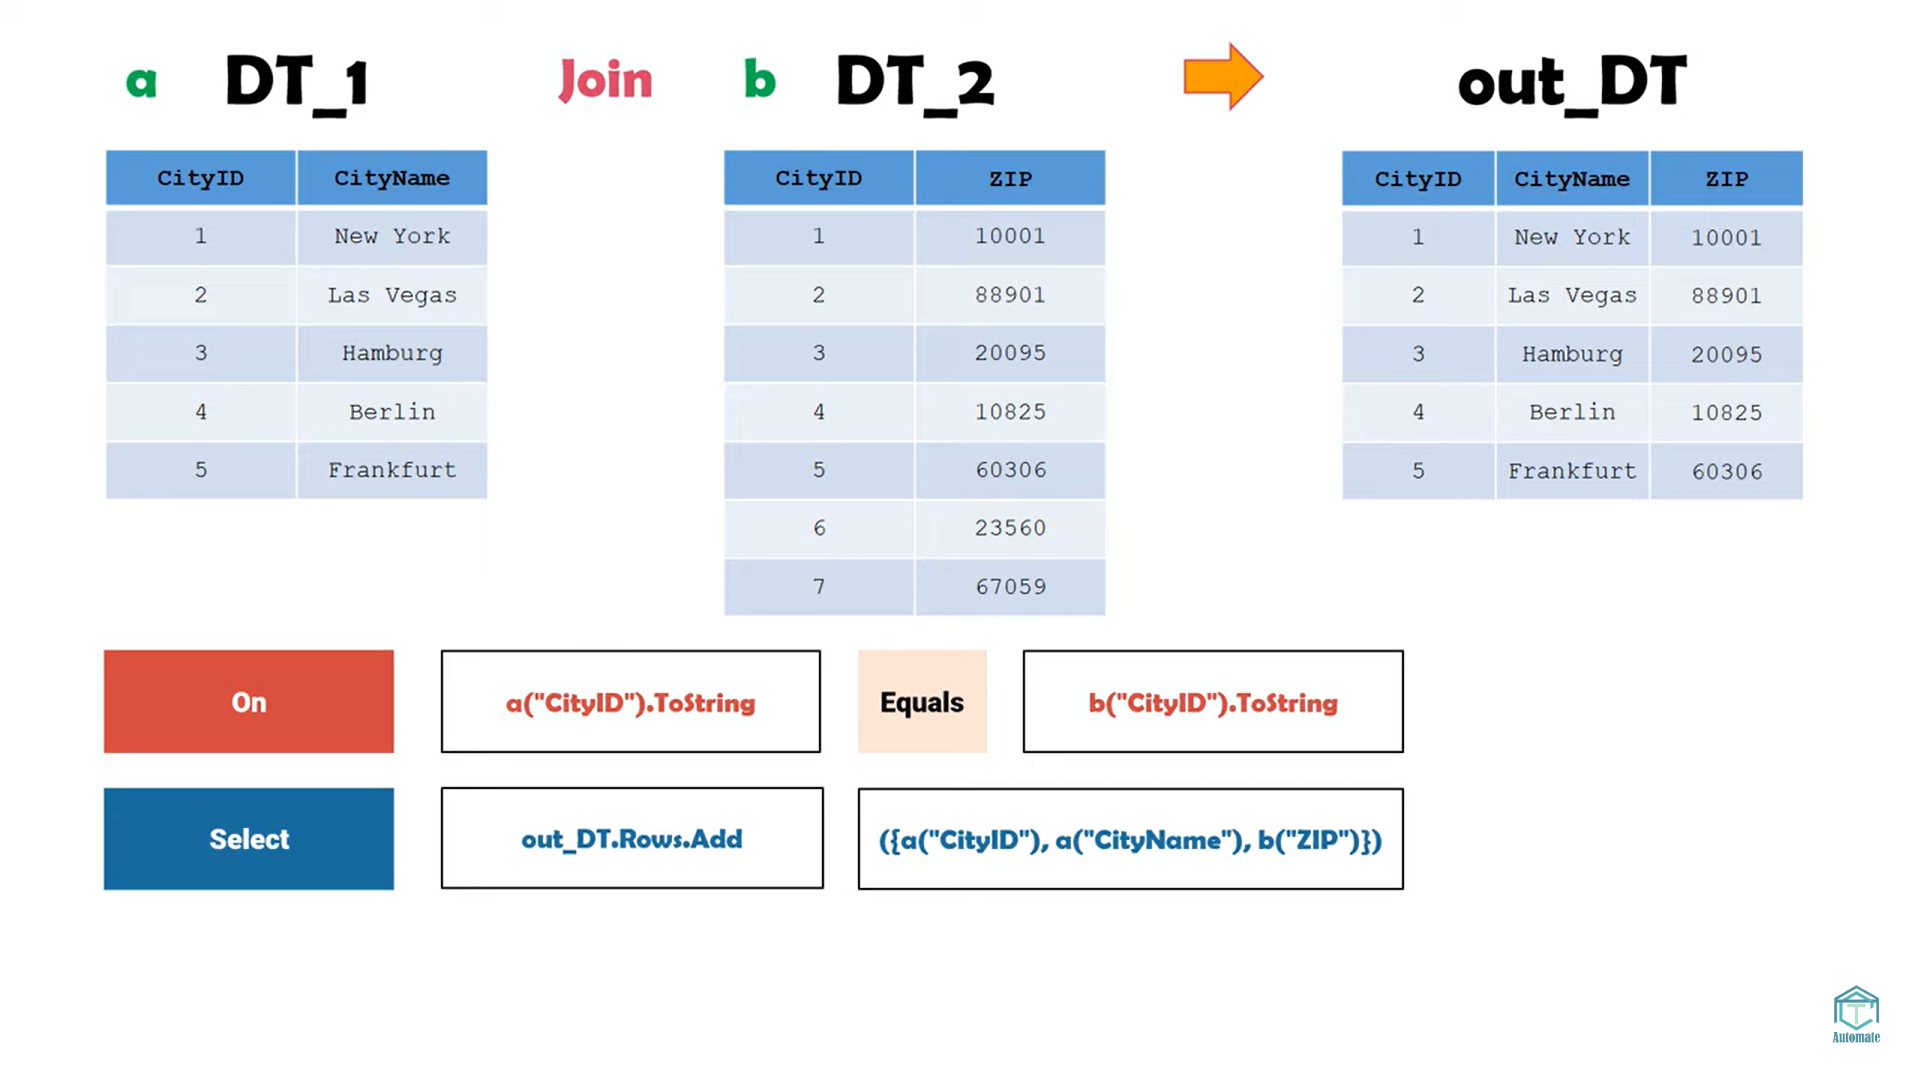 a DT_1 Join b DT_2 out_DT
CityID CityName
1 New York
2 Las Vegas
3 Hamburg
4 Berlin
5 Frankfurt
CityID ZIP
1 10001
2 88901
3 20095
4 10825
5 60306
6 23560
7 67059
CityID CityName ZIP
1 New York 10001
2 Las Vegas 88901
3 Hamburg 20095
4 Berlin 10825
5 Frankfurt 60306
On a("CityID").ToString Equals b("CityID").ToString
Select out_DT.Rows.Add ({a("CityID"), a("CityName"), b("ZIP")})
Automate